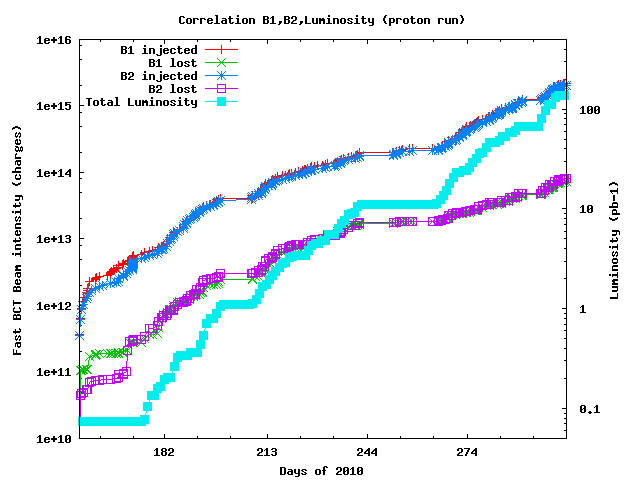 Correlation B1,B2,Luminosity (proton run)
1e+16
1e+15
1e+14
1e+13
1e+12
1e+11
1e+10
Fast BCT Beam intensity (charges)
B1 injected
B1 lost
B2 injected
B2 lost
Total Luminosity
100
10
1
0.1
Luminosity (pb-1)
182
213
244
274
Days of 2010